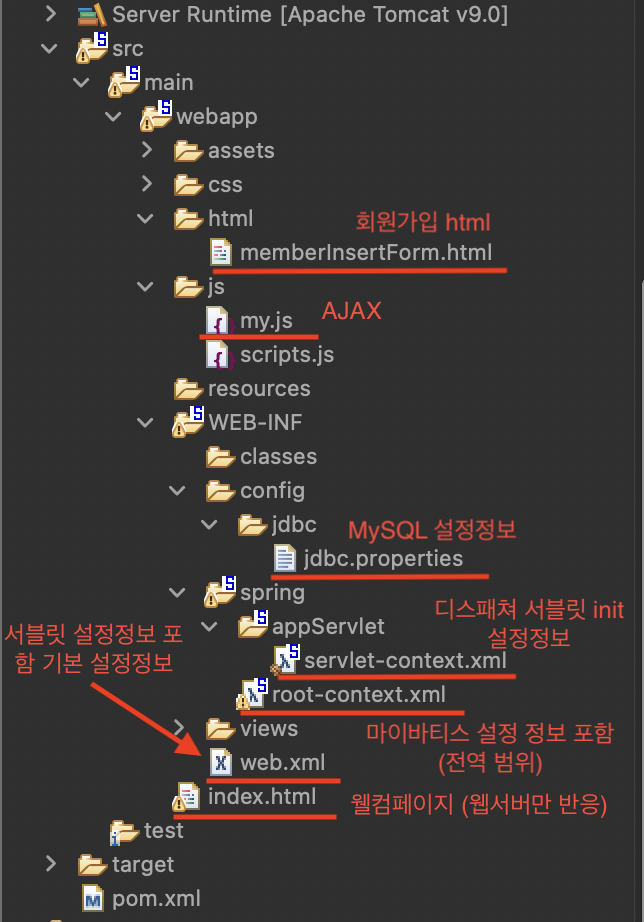 Server Runtime [Apache Tomcat v9.0]
src
main
webapp
assets
css
html
회원가입 html
memberInsertForm.html
js
my.js
AJAX
scripts.js
resources
WEB-INF
classes
config
jdbc
MySQL 설정정보
jdbc.properties
spring
appServlet
디스패쳐 서블릿 init
설정정보
서블릿 설정정보 포
함 기본 설정정보
servlet-context.xml
root-context.xml
views
마이바티스 설정 정보 포함
(전역 범위)
web.xml
index.html
웰컴페이지 (웹서버만 반응)
test
target
pom.xml